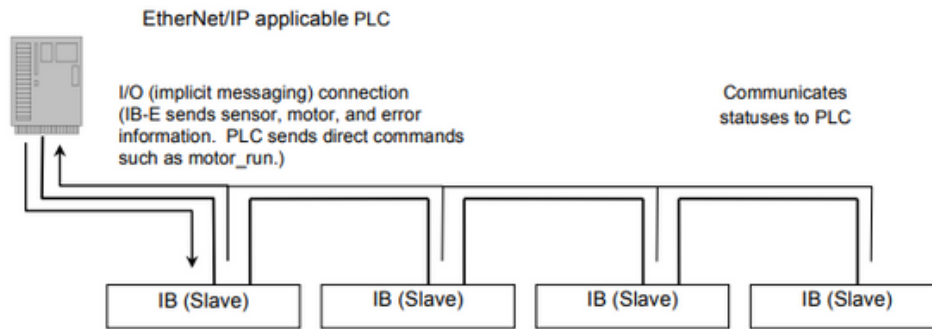 EtherNet/IP applicable PLC
I/O (implicit messaging) connection
(IB-E sends sensor, motor, and error
information. PLC sends direct commands
such as motor_run.)
Communicates
statuses to PLC
IB (Slave)
IB (Slave)
IB (Slave)
IB (Slave)